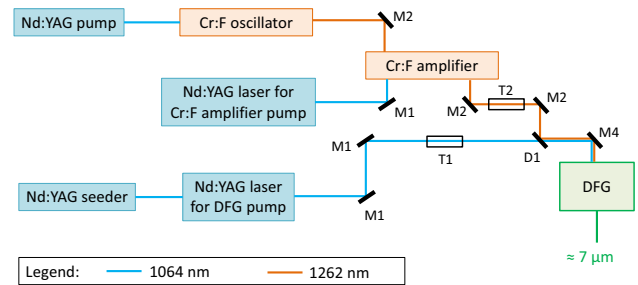 Nd:YAG pump
Cr:F oscillator
M2
Cr:F amplifier
Nd:YAG laser for
Cr:F amplifier pump
M1
M2
T2
M2
M1
T1
D1
M4
Nd:YAG seeder
Nd:YAG laser
for DFG pump
M1
DFG
≈ 7 µm
Legend:
1064 nm
1262 nm